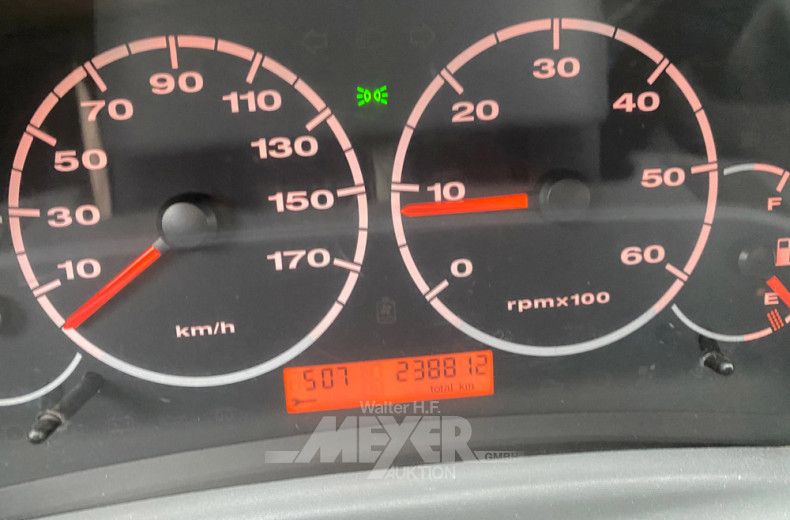 10 30 50 70 90 110 130 150 170
km/h
0 10 20 30 40 50 60
rpmx100
F
E
507 238812
total km
Walter H.F.
MEYER
GMBH
AUKTION